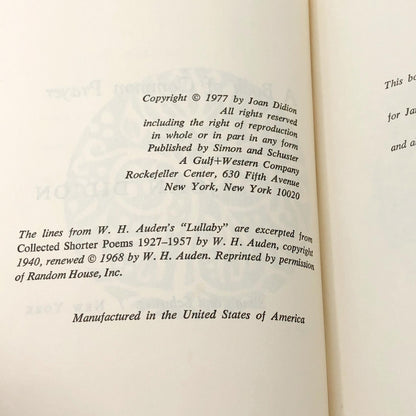 Copyright © 1977 by Joan Didion
All rights reserved
including the right of reproduction
in whole or in part in any form
Published by Simon and Schuster
A Gulf+Western Company
Rockefeller Center, 630 Fifth Avenue
New York, New York 10020
The lines from W. H. Auden's "Lullaby" are excerpted from
Collected Shorter Poems 1927-1957 by W. H. Auden, copyright
1940, renewed © 1968 by W. H. Auden. Reprinted by permission
of Random House, Inc.
Manufactured in the United States of America
This
for
and